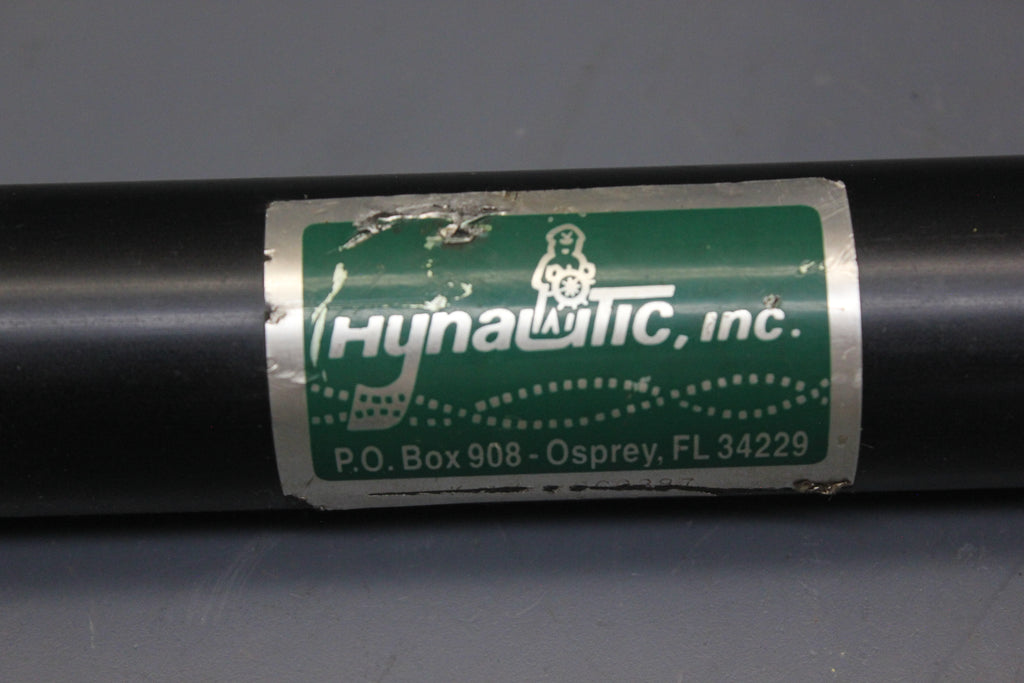 Hynautic, inc.
P.O. Box 908 - Osprey, FL 34229